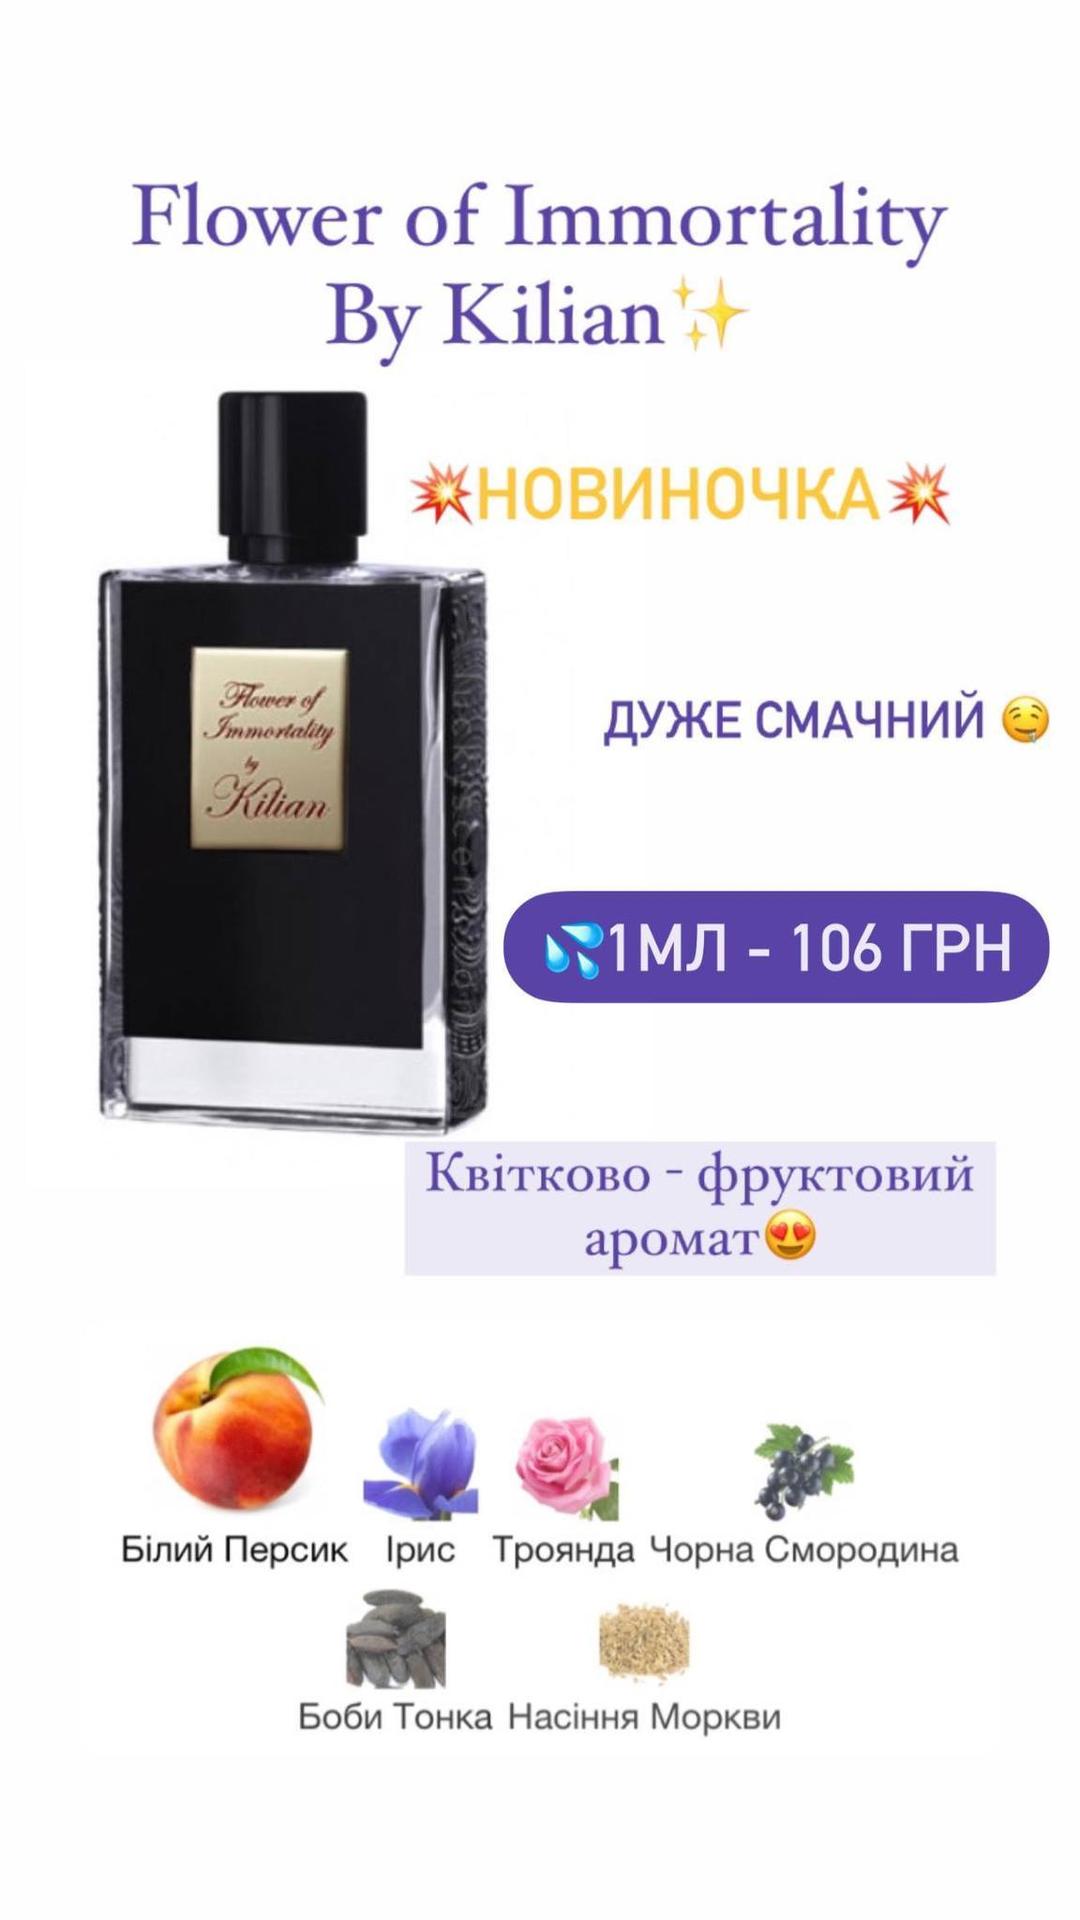 Flower of Immortality
By Kilian✨
💥НОВИНОЧКА💥
Flower of
Immortality
by
Kilian
ДУЖЕ СМАЧНИЙ 🤤
💦1МЛ - 106 ГРН
Квітково - фруктовий
аромат😍
Білий Персик Ірис Троянда Чорна Смородина
Боби Тонка Насіння Моркви